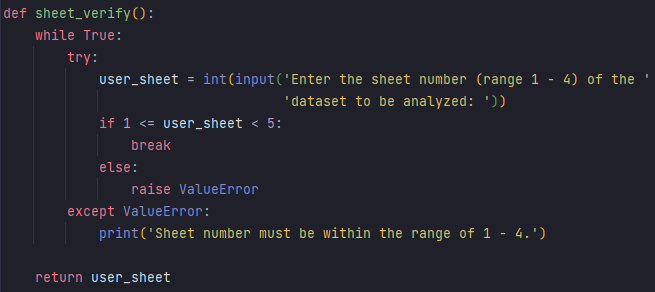 def sheet_verify():
    while True:
        try:
            user_sheet = int(input('Enter the sheet number (range 1 - 4) of the '
                                   'dataset to be analyzed: '))
            if 1 <= user_sheet < 5:
                break
            else:
                raise ValueError
        except ValueError:
            print('Sheet number must be within the range of 1 - 4.')
    return user_sheet